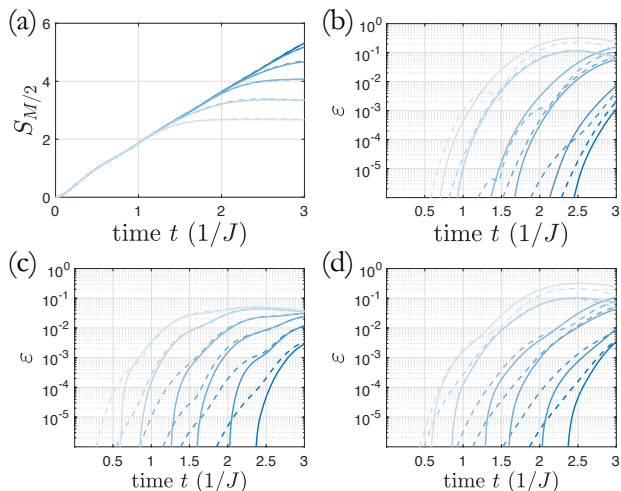 (a)
6
4
2
0
S_{M/2}
0 1 2 3
time t (1/J)
(b)
10^0
10^{-1}
10^{-2}
10^{-3}
10^{-4}
10^{-5}
ε
0.5 1 1.5 2 2.5 3
time t (1/J)
(c)
10^0
10^{-1}
10^{-2}
10^{-3}
10^{-4}
10^{-5}
ε
0.5 1 1.5 2 2.5 3
time t (1/J)
(d)
10^0
10^{-1}
10^{-2}
10^{-3}
10^{-4}
10^{-5}
ε
0.5 1 1.5 2 2.5 3
time t (1/J)